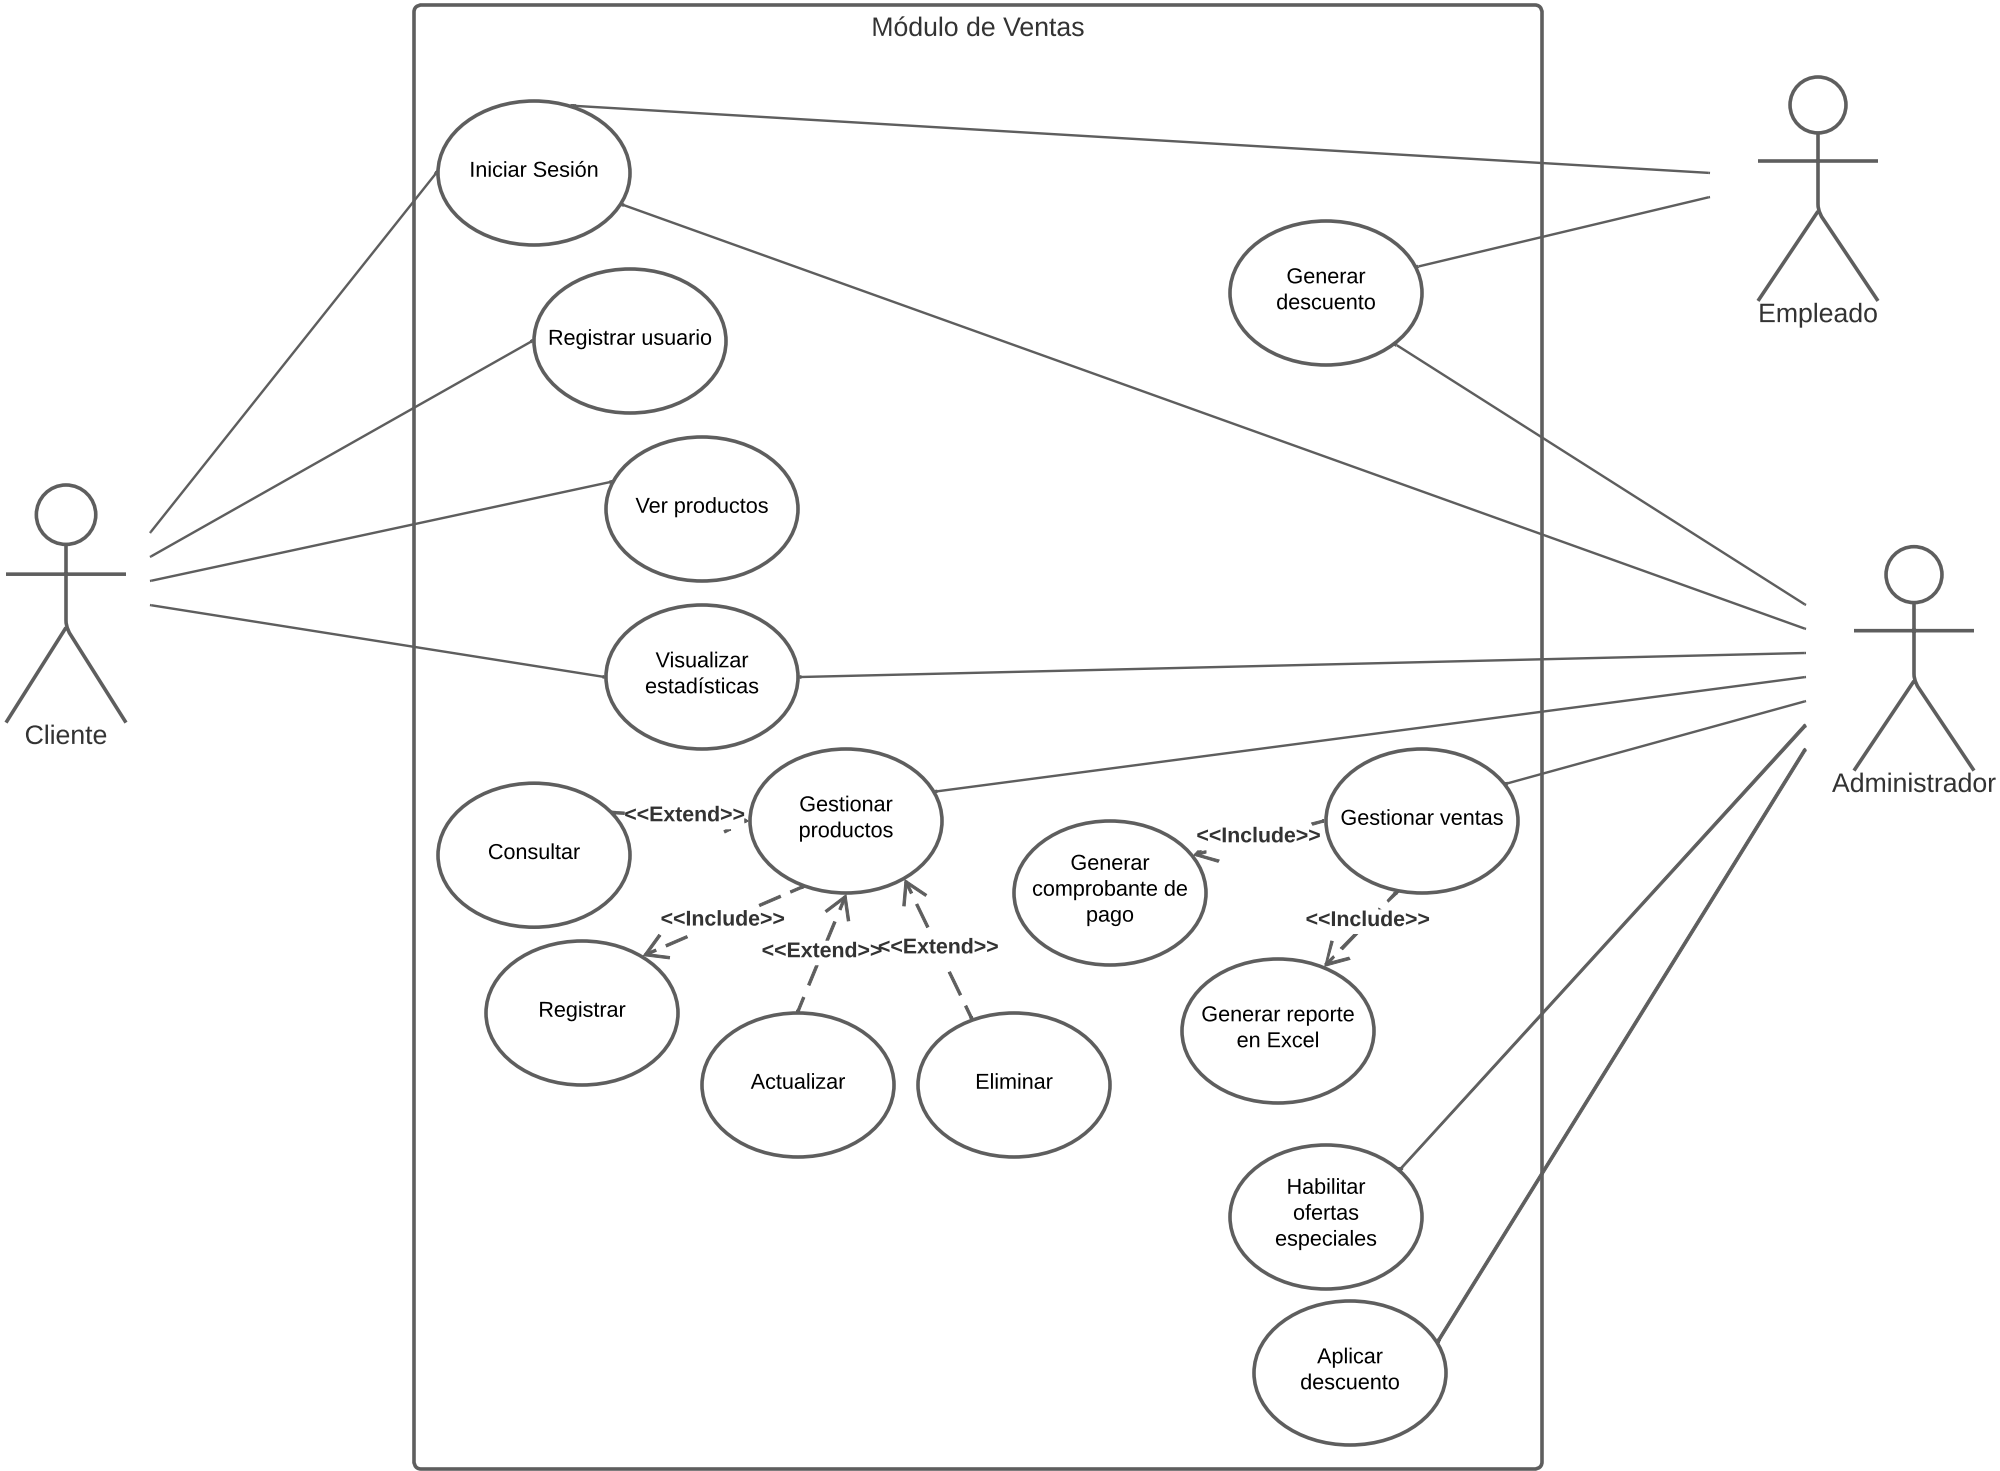 Módulo de Ventas
Iniciar Sesión
Generar
descuento
Empleado
Registrar usuario
Ver productos
Visualizar
estadísticas
Cliente
Administrador
Gestionar
productos
Gestionar ventas
<<Extend>>
<<Include>>
Consultar
Generar
comprobante de
pago
<<Include>>
<<Include>>
<<Extend>>
<<Extend>>
Registrar
Generar reporte
en Excel
Actualizar
Eliminar
Habilitar
ofertas
especiales
Aplicar
descuento